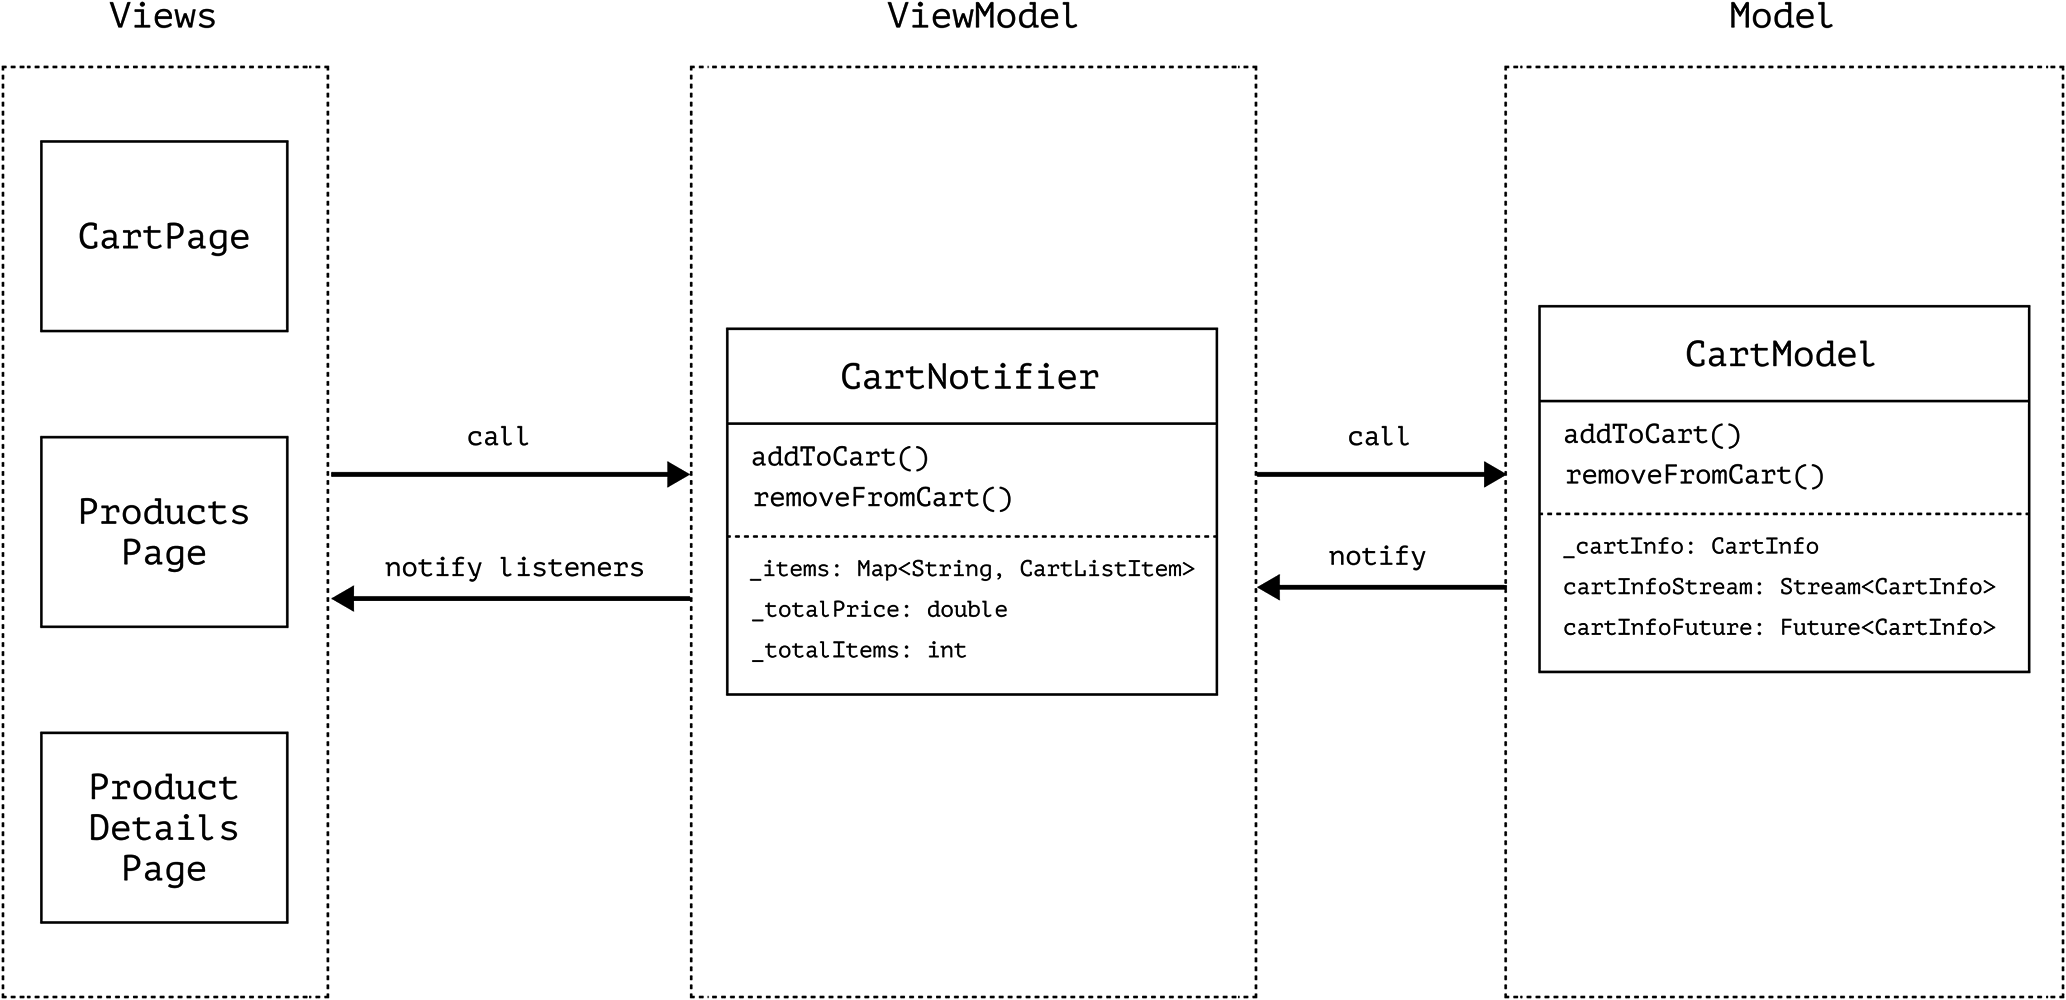 Views
ViewModel
Model
CartPage
Products
Page
Product
Details
Page
call
notify listeners
CartNotifier
addToCart()
removeFromCart()
_items: Map<String, CartListItem>
_totalPrice: double
_totalItems: int
call
notify
CartModel
addToCart()
removeFromCart()
_cartInfo: CartInfo
cartInfoStream: Stream<CartInfo>
cartInfoFuture: Future<CartInfo>